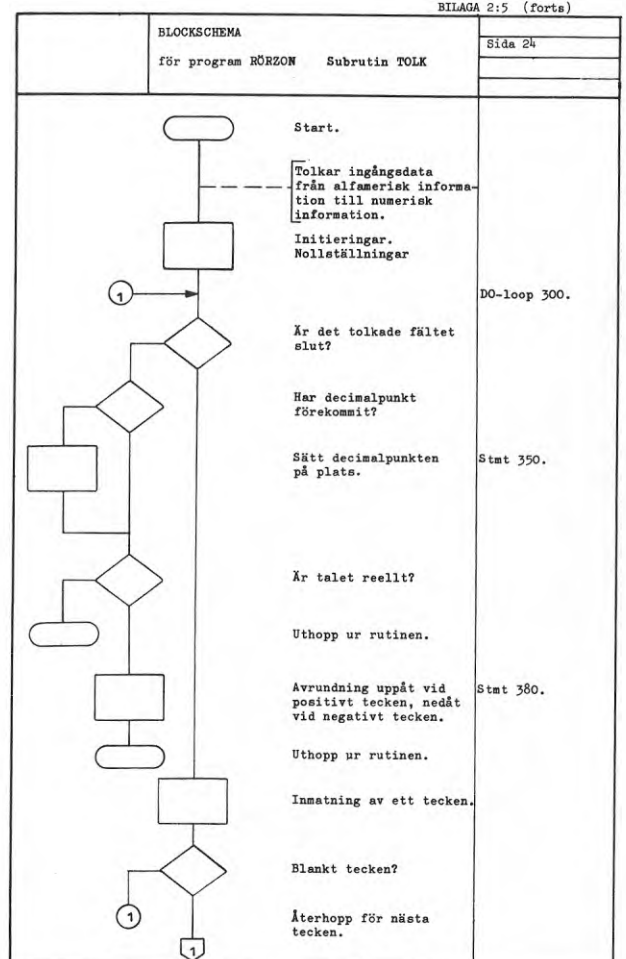 BILAGA 2:5 (forts)
BLOCKSCHEMA
Sida 24
för program RÖRZON Subrutin TOLK
Start.
Tolkar ingångsdata
från alfamerisk informa-
tion till numerisk
information.
Initieringar.
Nollställningar
1
DO-loop 300.
Är det tolkade fältet
slut?
Har decimalpunkt
förekommit?
Sätt decimalpunkten
på plats.
Stmt 350.
Är talet reellt?
Uthopp ur rutinen.
Avrundning uppåt vid
positivt tecken, nedåt
vid negativt tecken.
Stmt 380.
Uthopp ur rutinen.
Inmatning av ett tecken.
Blankt tecken?
1
Återhopp för nästa
tecken.
1